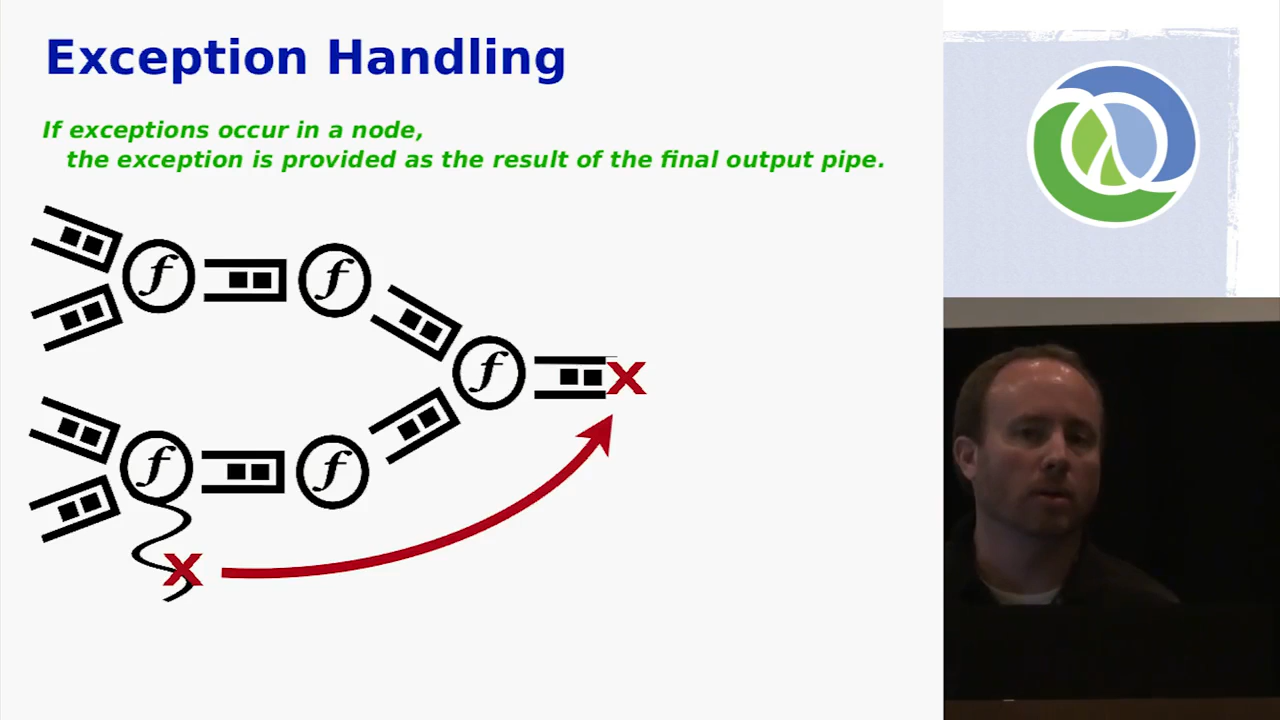 Exception Handling
If exceptions occur in a node,
the exception is provided as the result of the final output pipe.
f
f
f
f
f
x
x